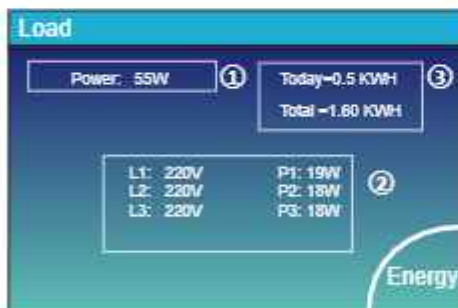 Load
Power: 55W ①
Today=0.5 KWH ③
Total =1.60 KWH
L1: 220V P1: 19W
L2: 220V P2: 18W ②
L3: 220V P3: 18W
Energy